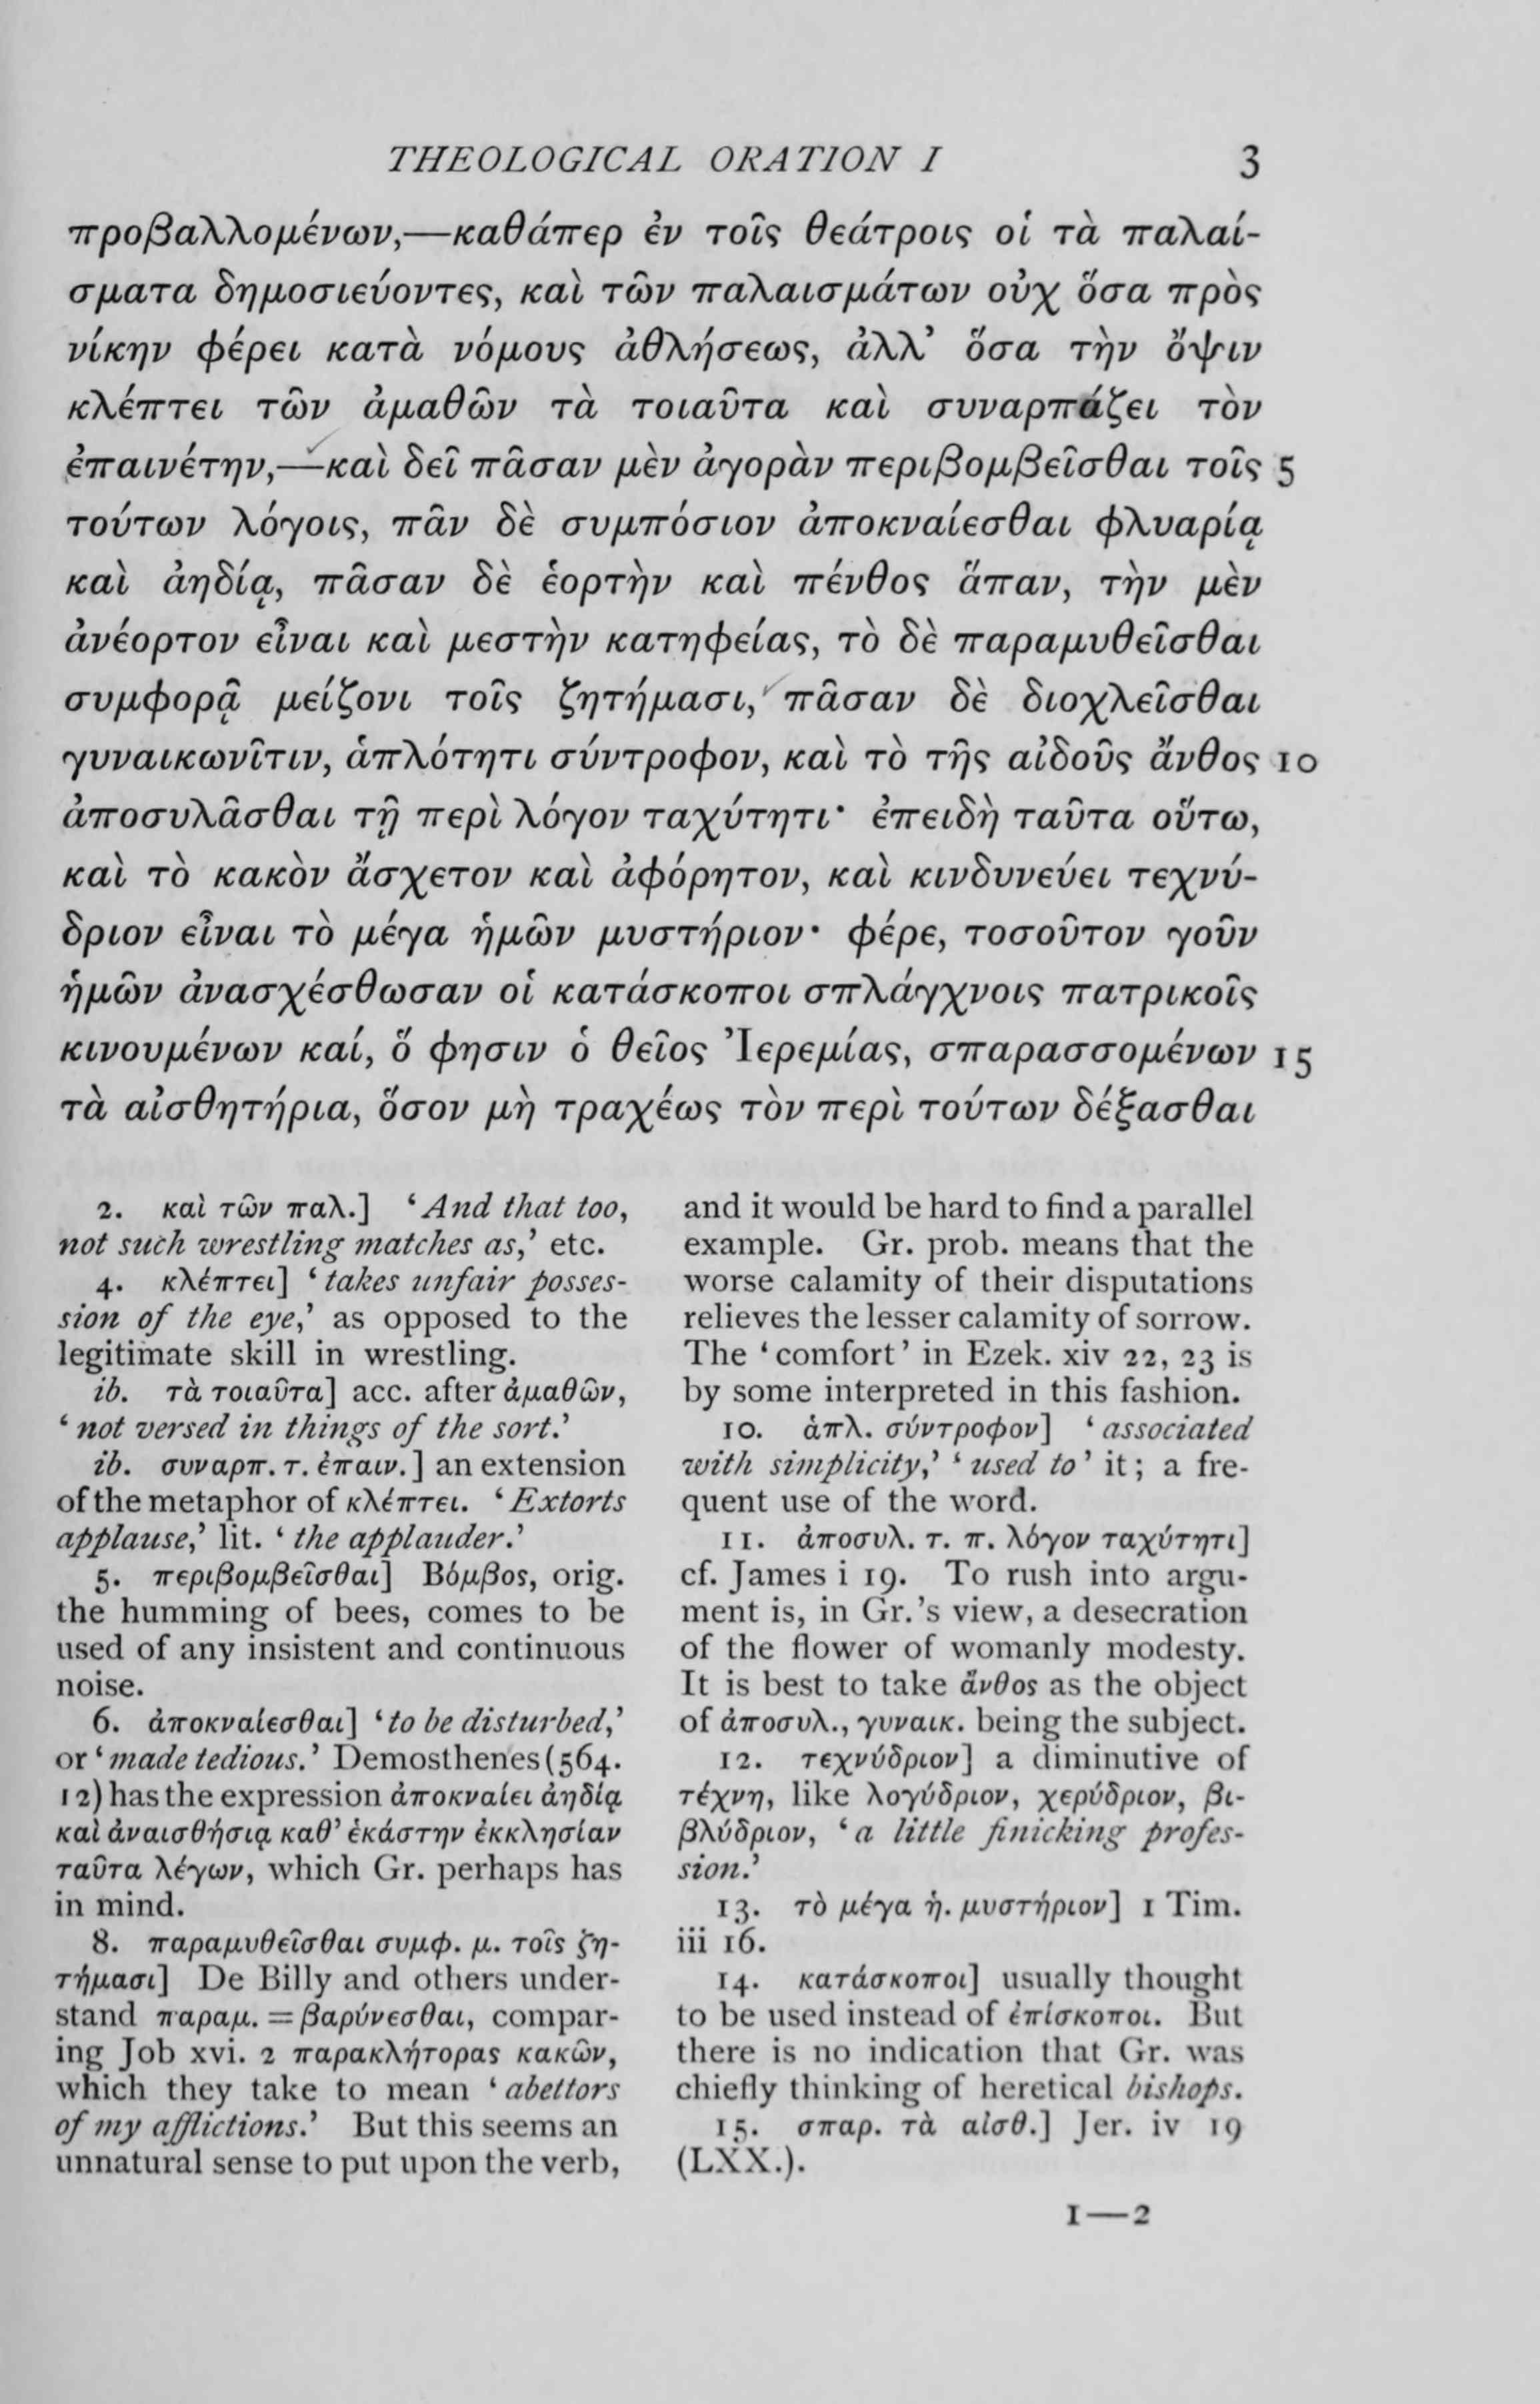 THEOLOGICAL ORATION I 3
προβαλλομένων,—καθάπερ ἐν τοῖς θεάτροις οἱ τὰ παλαί-
σματα δημοσιεύοντες, καὶ τῶν παλαισμάτων οὐχ ὅσα πρὸς
νίκην φέρει κατὰ νόμους ἀθλήσεως, ἀλλ’ ὅσα τὴν ὄψιν
κλέπτει τῶν ἀμαθῶν τὰ τοιαῦτα καὶ συναρπάζει τὸν
ἐπαινέτην,—καὶ δεῖ πᾶσαν μὲν ἀγορὰν περιβομβεῖσθαι τοῖς 5
τούτων λόγοις, πᾶν δὲ συμπόσιον ἀποκναίεσθαι φλυαρίᾳ
καὶ ἀηδίᾳ, πᾶσαν δὲ ἑορτὴν καὶ πένθος ἅπαν, τὴν μὲν
ἀνέορτον εἶναι καὶ μεστὴν κατηφείας, τὸ δὲ παραμυθεῖσθαι
συμφορᾷ μείζονι τοῖς ζητήμασι, πᾶσαν δὲ διοχλεῖσθαι
γυναικωνῖτιν, ἁπλότητι σύντροφον, καὶ τὸ τῆς αἰδοῦς ἄνθος 10
ἀποσυλᾶσθαι τῇ περὶ λόγον ταχύτητι· ἐπειδὴ ταῦτα οὕτω,
καὶ τὸ κακὸν ἄσχετον καὶ ἀφόρητον, καὶ κινδυνεύει τεχνύ-
δριον εἶναι τὸ μέγα ἡμῶν μυστήριον· φέρε, τοσοῦτον γοῦν
ἡμῶν ἀνασχέσθωσαν οἱ κατάσκοποι σπλάγχνοις πατρικοῖς
κινουμένων καί, ὅ φησιν ὁ θεῖος Ἰερεμίας, σπαρασσομένων 15
τὰ αἰσθητήρια, ὅσον μὴ τραχέως τὸν περὶ τούτων δέξασθαι
2. καὶ τῶν παλ.] ‘And that too,
not such wrestling matches as,’ etc.
4. κλέπτει] ‘takes unfair posses-
sion of the eye,’ as opposed to the
legitimate skill in wrestling.
ib. τὰ τοιαῦτα] acc. after ἀμαθῶν,
‘not versed in things of the sort.’
ib. συναρπ. τ. ἐπαιν.] an extension
of the metaphor of κλέπτει. ‘Extorts
applause,’ lit. ‘the applauder.’
5. περιβομβεῖσθαι] Βόμβος, orig.
the humming of bees, comes to be
used of any insistent and continuous
noise.
6. ἀποκναίεσθαι] ‘to be disturbed,’
or ‘made tedious.’ Demosthenes (564.
12) has the expression ἀποκναίει ἀηδίᾳ
καὶ ἀναισθήσιᾳ καθ’ ἑκάστην ἐκκλησίαν
ταῦτα λέγων, which Gr. perhaps has
in mind.
8. παραμυθεῖσθαι συμφ. μ. τοῖς ζη-
τήμασι] De Billy and others under-
stand παραμ. = βαρύνεσθαι, compar-
ing Job xvi. 2 παρακλήτορας κακῶν,
which they take to mean ‘abettors
of my afflictions.’ But this seems an
unnatural sense to put upon the verb,
and it would be hard to find a parallel
example. Gr. prob. means that the
worse calamity of their disputations
relieves the lesser calamity of sorrow.
The ‘comfort’ in Ezek. xiv 22, 23 is
by some interpreted in this fashion.
10. ἁπλ. σύντροφον] ‘associated
with simplicity,’ ‘used to’ it; a fre-
quent use of the word.
11. ἀποσυλ. τ. π. λόγον ταχύτητι]
cf. James i 19. To rush into argu-
ment is, in Gr.’s view, a desecration
of the flower of womanly modesty.
It is best to take ἄνθος as the object
of ἀποσυλ., γυναικ. being the subject.
12. τεχνύδριον] a diminutive of
τέχνη, like λογύδριον, χερύδριον, βι-
βλύδριον, ‘a little finicking profes-
sion.’
13. τὸ μέγα ἡ. μυστήριον] 1 Tim.
iii 16.
14. κατάσκοποι] usually thought
to be used instead of ἐπίσκοποι. But
there is no indication that Gr. was
chiefly thinking of heretical bishops.
15. σπαρ. τὰ αἰσθ.] Jer. iv 19
(LXX.).
1—2